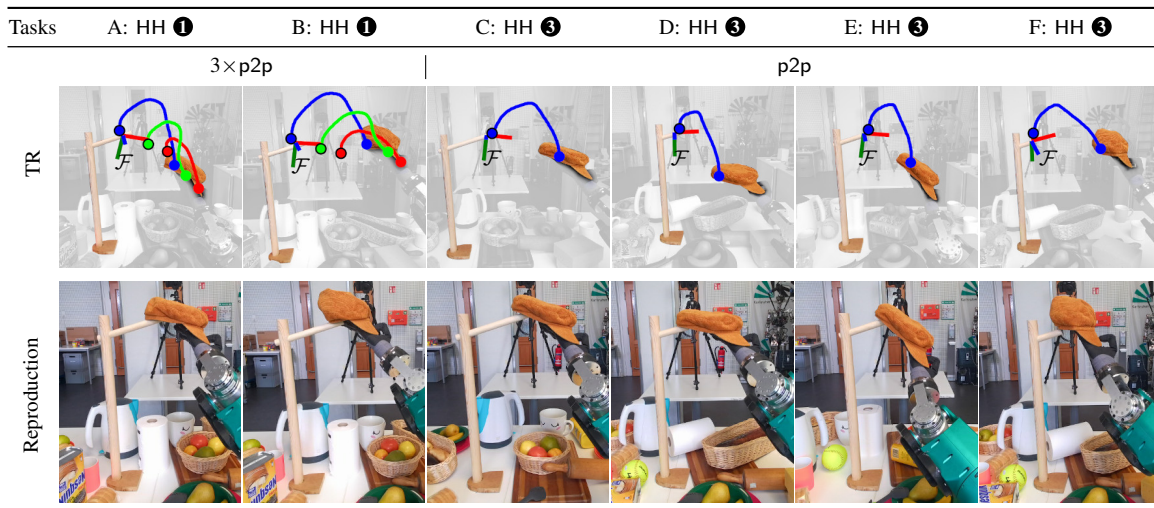 Tasks A: HH ❶ B: HH ❶ C: HH ❸ D: HH ❸ E: HH ❸ F: HH ❸
3×p2p p2p
TR
ℱ ℱ ℱ ℱ ℱ ℱ
Reproduction